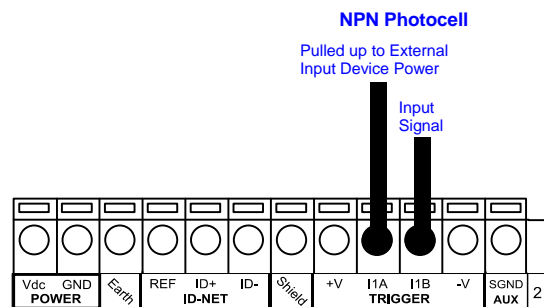 NPN Photocell
Pulled up to External
Input Device Power
Input
Signal
Vdc GND Earth REF ID+ ID- Shield +V I1A I1B -V SGND
POWER ID-NET TRIGGER AUX 2